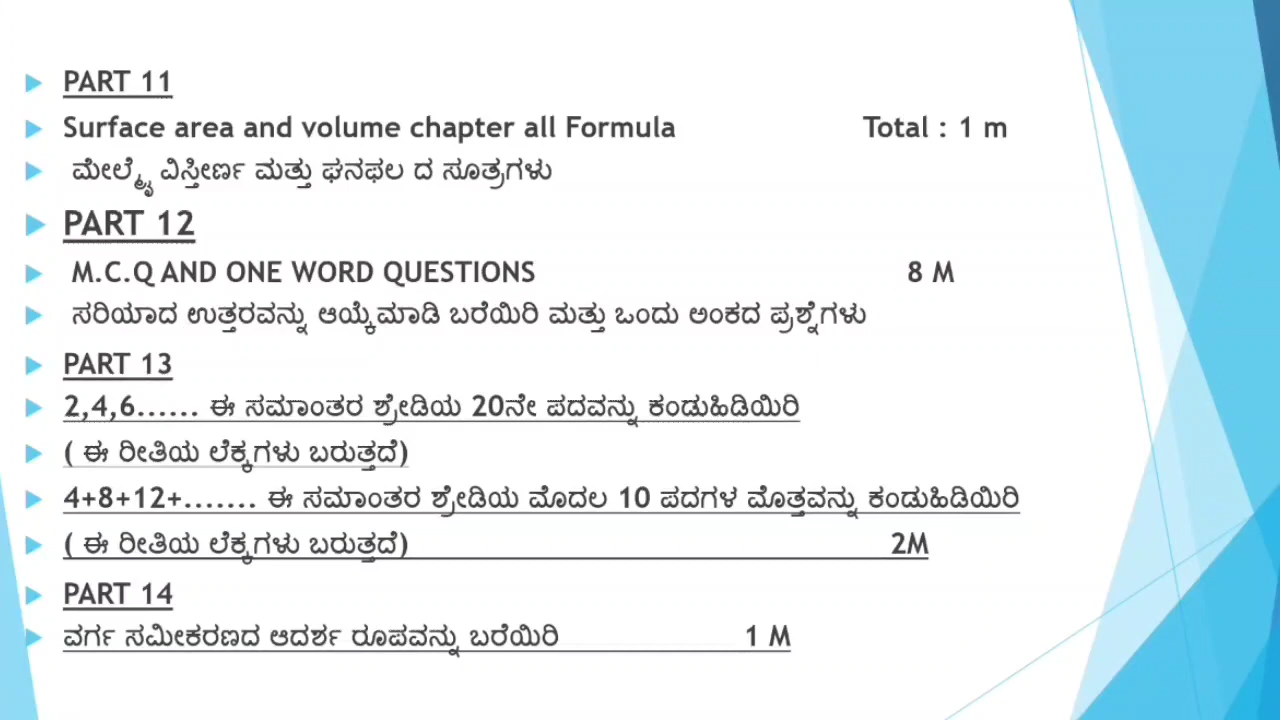 PART 11
Surface area and volume chapter all Formula Total : 1 m
ಮೇಲ್ಮೈ ವಿಸ್ತೀರ್ಣ ಮತ್ತು ಘನಫಲ ದ ಸೂತ್ರಗಳು
PART 12
M.C.Q AND ONE WORD QUESTIONS 8 M
ಸರಿಯಾದ ಉತ್ತರವನ್ನು ಆಯ್ಕೆಮಾಡಿ ಬರೆಯಿರಿ ಮತ್ತು ಒಂದು ಅಂಕದ ಪ್ರಶ್ನೆಗಳು
PART 13
2,4,6...... ಈ ಸಮಾಂತರ ಶ್ರೇಡಿಯ 20ನೇ ಪದವನ್ನು ಕಂಡುಹಿಡಿಯಿರಿ
( ಈ ರೀತಿಯ ಲೆಕ್ಕಗಳು ಬರುತ್ತದೆ)
4+8+12+....... ಈ ಸಮಾಂತರ ಶ್ರೇಡಿಯ ಮೊದಲ 10 ಪದಗಳ ಮೊತ್ತವನ್ನು ಕಂಡುಹಿಡಿಯಿರಿ
( ಈ ರೀತಿಯ ಲೆಕ್ಕಗಳು ಬರುತ್ತದೆ) 2M
PART 14
ವರ್ಗ ಸಮೀಕರಣದ ಆದರ್ಶ ರೂಪವನ್ನು ಬರೆಯಿರಿ 1 M